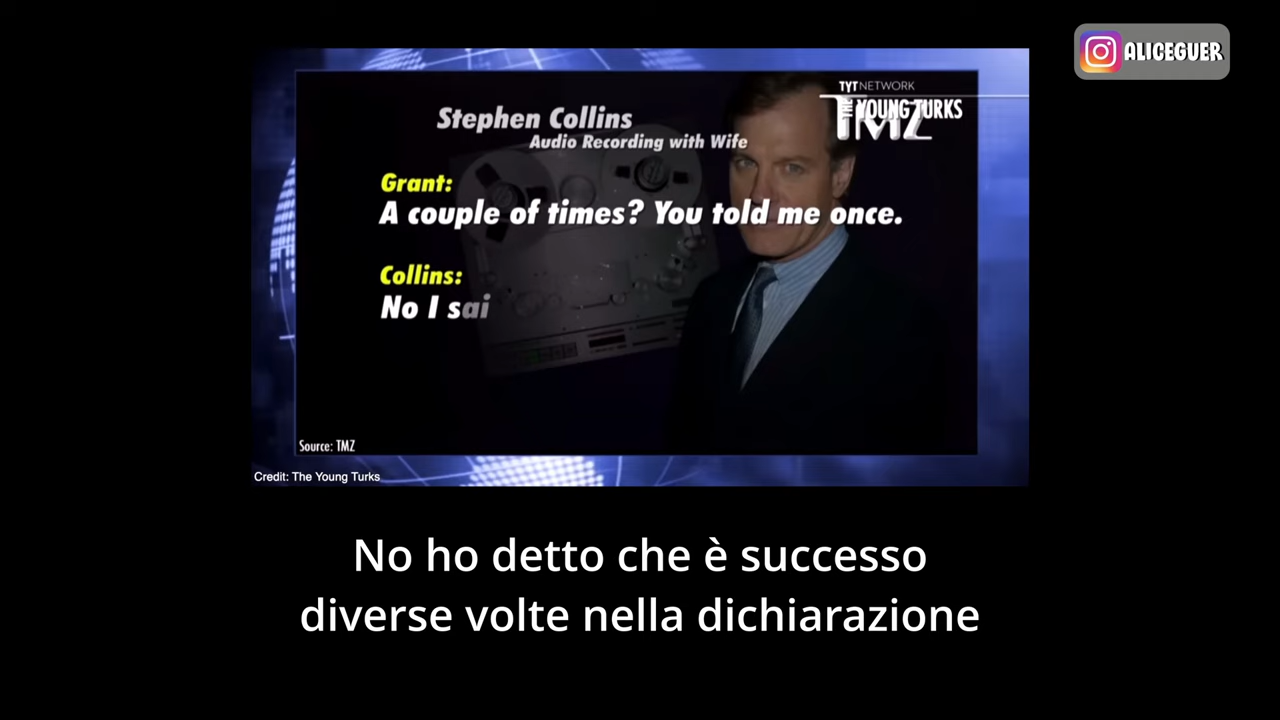 ALICEGUER
TYT NETWORK
THE YOUNG TURKS
TMZ
Stephen Collins
Audio Recording with Wife
Grant:
A couple of times? You told me once.
Collins:
No I sai
Source: TMZ
Credit: The Young Turks
No ho detto che è successo
diverse volte nella dichiarazione